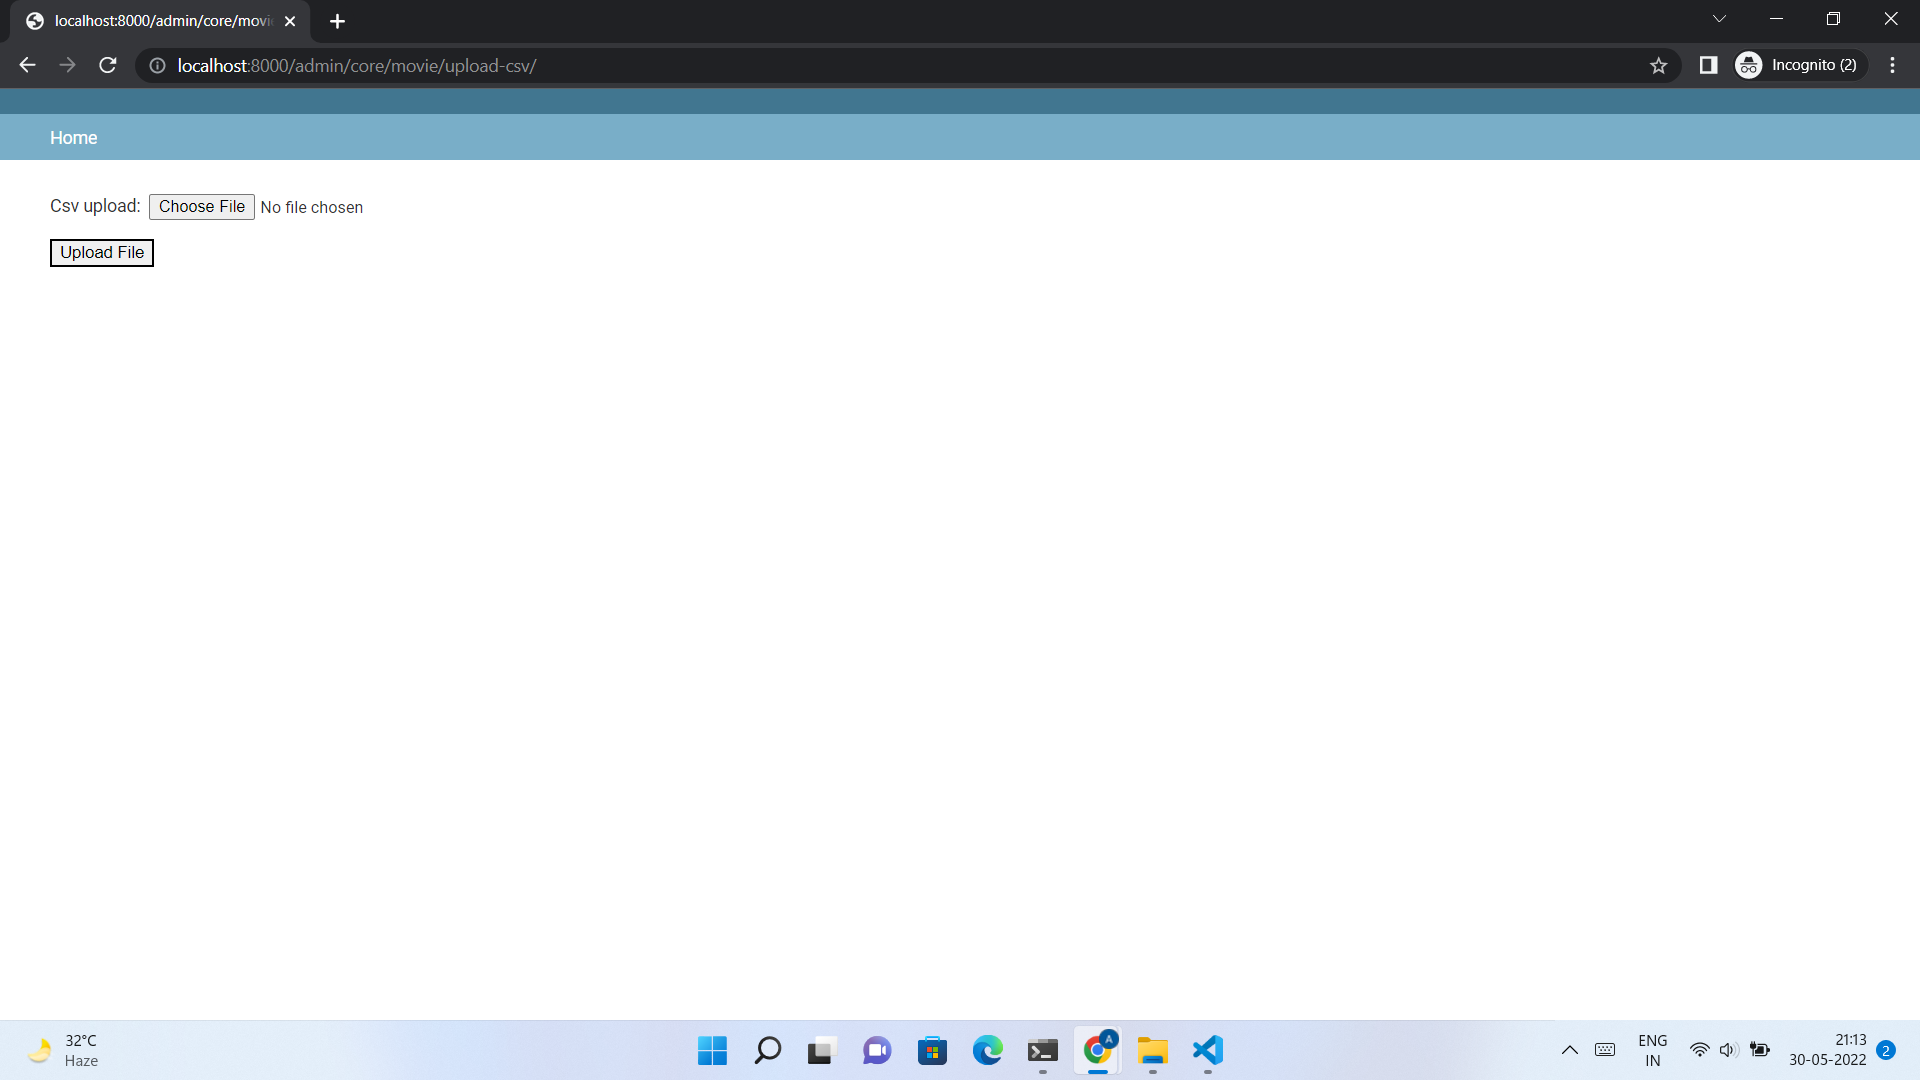 localhost:8000/admin/core/movi
localhost:8000/admin/core/movie/upload-csv/
Incognito (2)
Home
Csv upload: Choose File No file chosen
Upload File
32°C
Haze
A
ENG
IN
21:13
30-05-2022
2